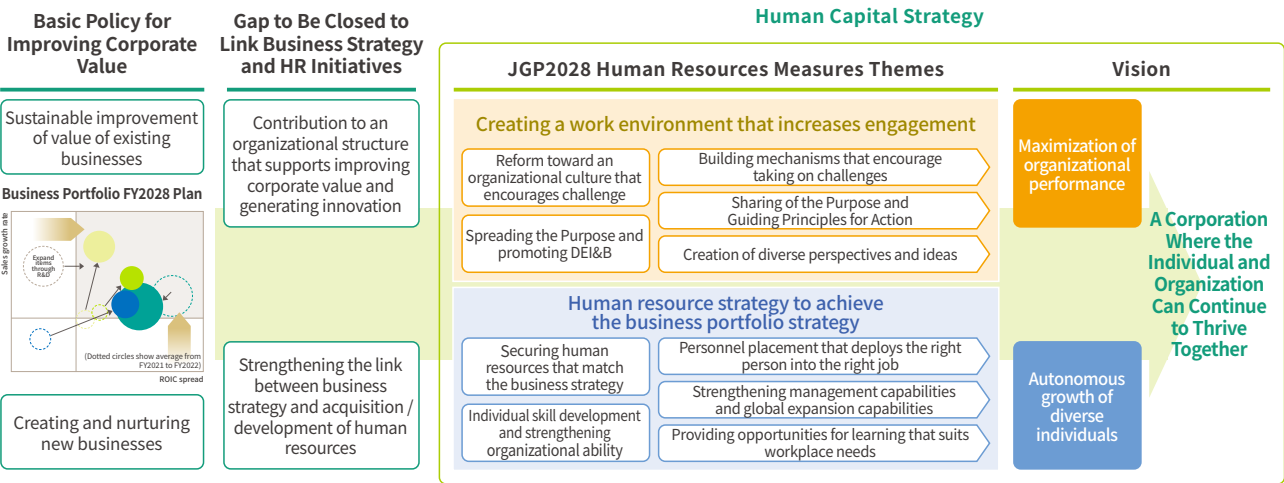 Basic Policy for
Improving Corporate
Value
Sustainable improvement
of value of existing
businesses
Business Portfolio FY2028 Plan
Sales growth rate
Expand
items
through
R&D
(Dotted circles show average from
FY2021 to FY2022)
ROIC spread
Creating and nurturing
new businesses
Gap to Be Closed to
Link Business Strategy
and HR Initiatives
Contribution to an
organizational structure
that supports improving
corporate value and
generating innovation
Strengthening the link
between business
strategy and acquisition /
development of human
resources
Human Capital Strategy
JGP2028 Human Resources Measures Themes
Creating a work environment that increases engagement
Reform toward an
organizational culture that
encourages challenge
Spreading the Purpose and
promoting DEI&B
Building mechanisms that encourage
taking on challenges
Sharing of the Purpose and
Guiding Principles for Action
Creation of diverse perspectives and ideas
Human resource strategy to achieve
the business portfolio strategy
Securing human
resources that match
the business strategy
Individual skill development
and strengthening
organizational ability
Personnel placement that deploys the right
person into the right job
Strengthening management capabilities
and global expansion capabilities
Providing opportunities for learning that suits
workplace needs
Vision
Maximization of
organizational
performance
Autonomous
growth of
diverse
individuals
A Corporation
Where the
Individual and
Organization
Can Continue
to Thrive
Together